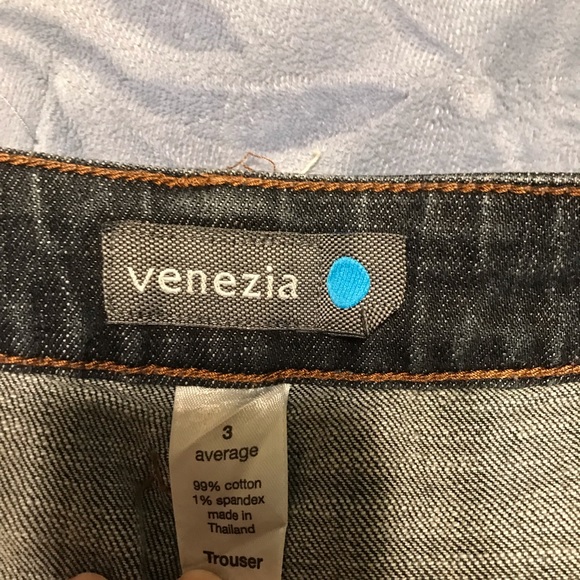 venezia
3
average
99% cotton
1% spandex
made in
Thailand
Trouser